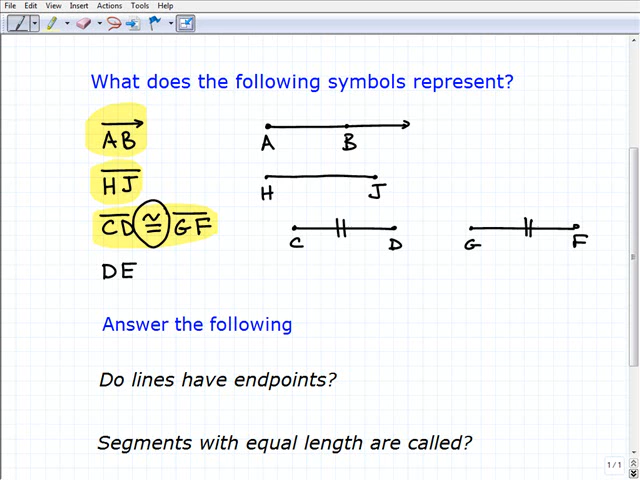 File Edit View Insert Actions Tools Help
What does the following symbols represent?
AB A B
HJ H J
CD ≅ GF C D G F
DE
Answer the following
Do lines have endpoints?
Segments with equal length are called?
1 / 1